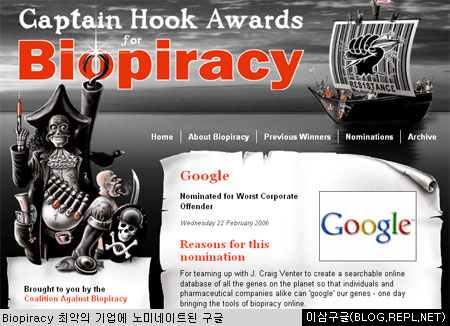 Captain Hook Awards
for
Biopiracy
RESISTANCE
Home | About Biopiracy | Previous Winners | Nominations | Archive
Google
Nominated for Worst Corporate
Offender
Wednesday 22 February 2006
Google
Reasons for this
nomination
For tearning up with J. Craig Venter to create a searchable online
database of all the genes on the planet so that individuals and
pharmaceutical companies alike can 'google' our genes - one day
bringing the tools of biopiracy online.
Brought to you by the
Coalition Against Biopiracy
Biopiracy 최악의 기업에 노미네이트된 구글
이삼구글(BLOG.REPL.NET)